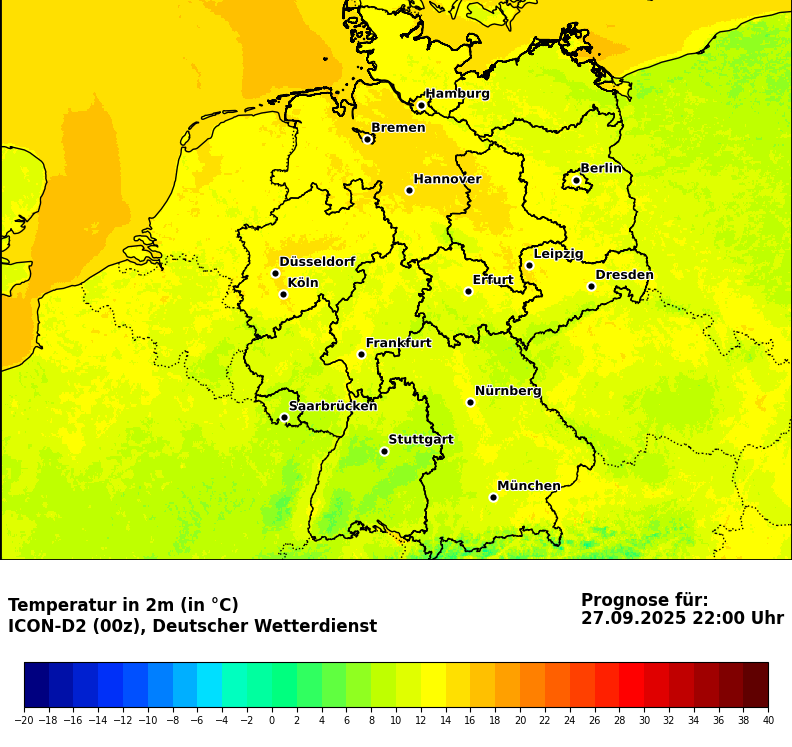 Hamburg
Bremen
Berlin
Hannover
Leipzig
Düsseldorf
Dresden
Köln
Erfurt
Frankfurt
Nürnberg
Saarbrücken
Stuttgart
München
Temperatur in 2m (in °C)
ICON-D2 (00z), Deutscher Wetterdienst
Prognose für:
27.09.2025 22:00 Uhr
−20 −18 −16 −14 −12 −10 −8 −6 −4 −2 0 2 4 6 8 10 12 14 16 18 20 22 24 26 28 30 32 34 36 38 40